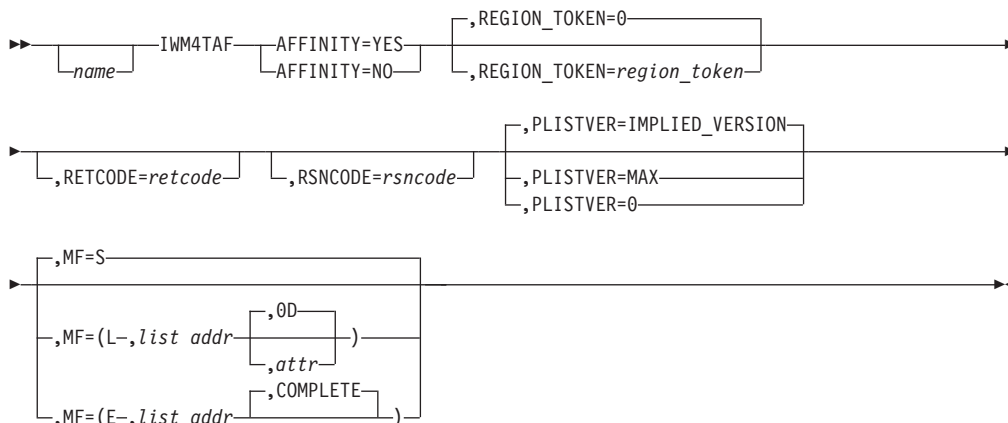 ,REGION_TOKEN=0
name IWM4TAF AFFINITY=YES
AFFINITY=NO ,REGION_TOKEN=region_token
,PLISTVER=IMPLIED_VERSION
,RETCODE=retcode ,RSNCODE=rsncode ,PLISTVER=MAX
,PLISTVER=0
,MF=S
,0D
,MF=(L ,list addr )
,attr
,COMPLETE
,MF=(E ,list addr )